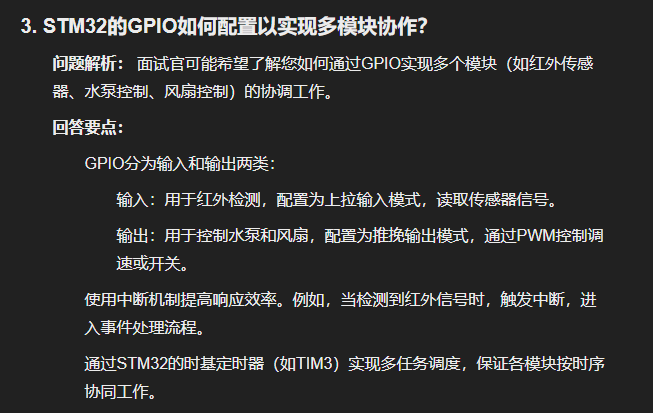 3. STM32的GPIO如何配置以实现多模块协作？
问题解析： 面试官可能希望了解您如何通过GPIO实现多个模块（如红外传感
器、水泵控制、风扇控制）的协调工作。
回答要点：
GPIO分为输入和输出两类：
输入：用于红外检测，配置为上拉输入模式，读取传感器信号。
输出：用于控制水泵和风扇，配置为推挽输出模式，通过PWM控制调
速或开关。
使用中断机制提高响应效率。例如，当检测到红外信号时，触发中断，进
入事件处理流程。
通过STM32的时基定时器（如TIM3）实现多任务调度，保证各模块按时序
协同工作。